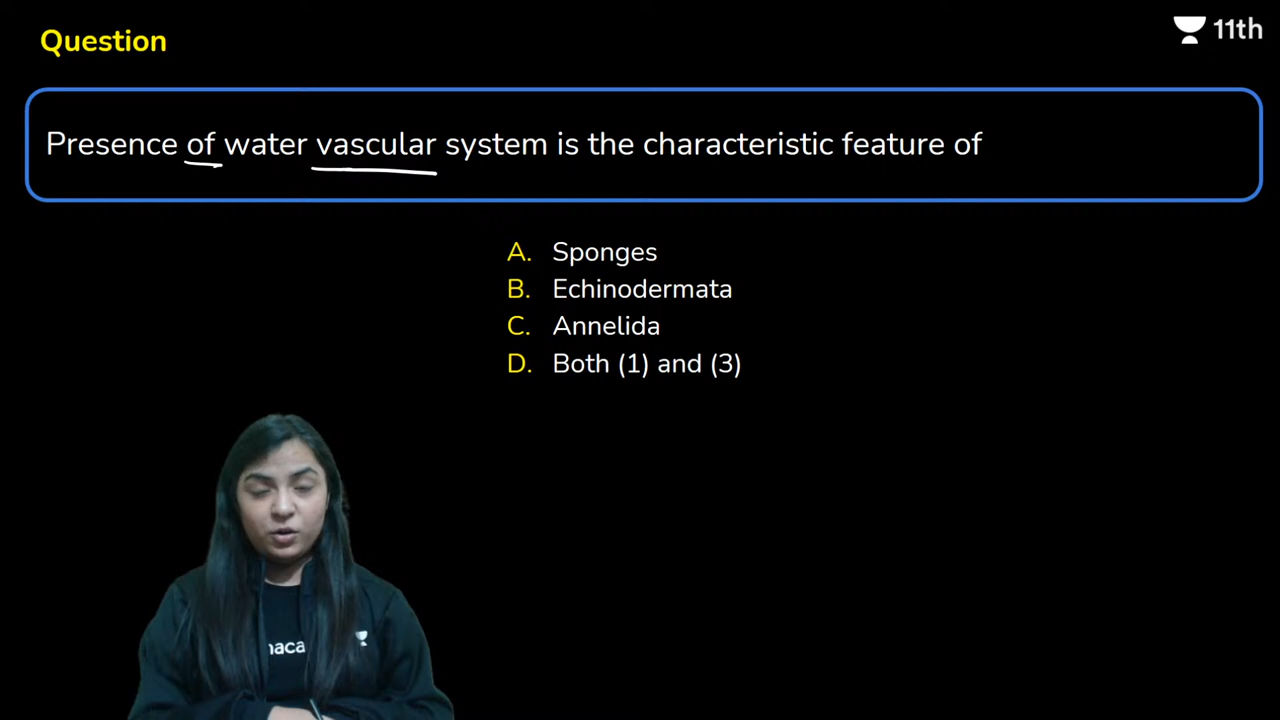 Question
11th
Presence of water vascular system is the characteristic feature of
A. Sponges
B. Echinodermata
C. Annelida
D. Both (1) and (3)
naca